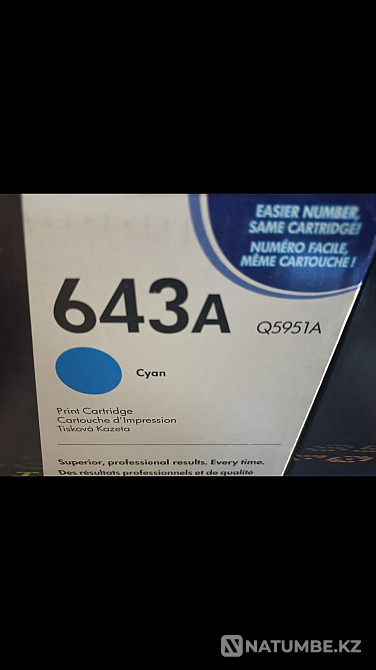 EASIER NUMBER,
SAME CARTRIDGE!
NUMÉRO FACILE,
MÊME CARTOUCHE !
643A
Q5951A
Cyan
Print Cartridge
Cartouche d'Impression
Tisková Kazeta
Superior, professional results. Every time.
Des résultats professionnels et de qualité
NATUMBE.KZ